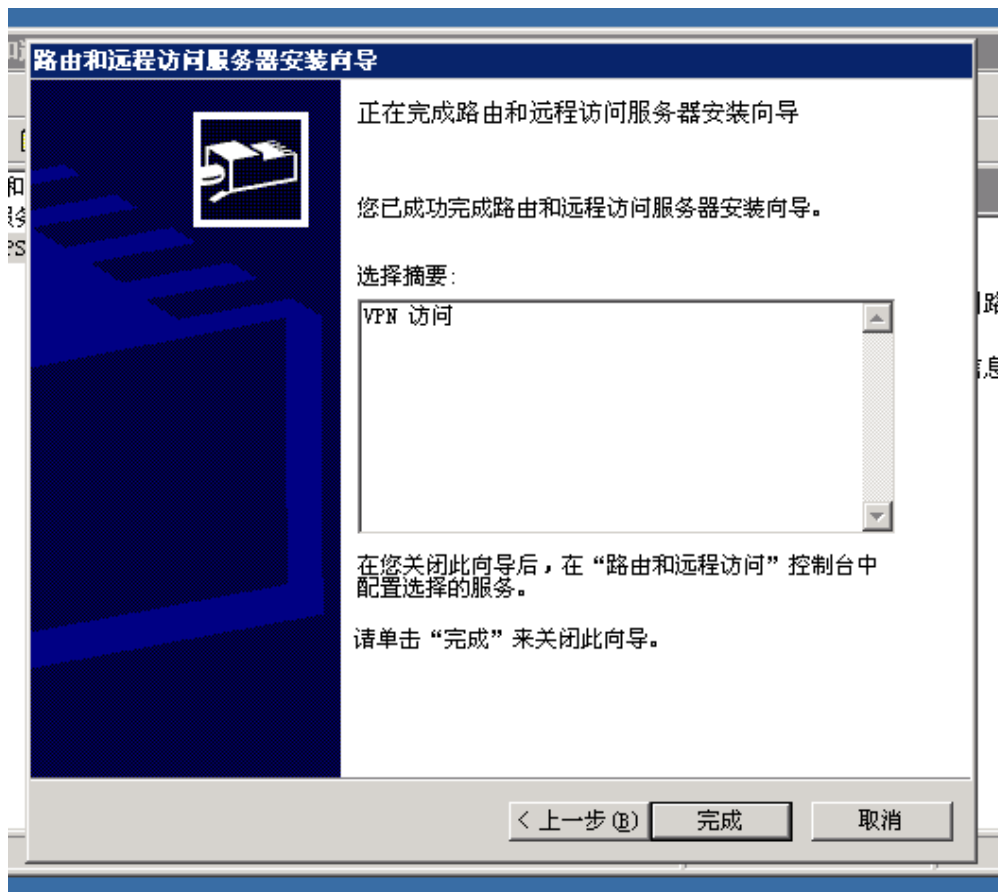 路由和远程访问服务器安装向导
正在完成路由和远程访问服务器安装向导
您已成功完成路由和远程访问服务器安装向导。
选择摘要:
VPN 访问
在您关闭此向导后，在“路由和远程访问”控制台中
配置选择的服务。
请单击“完成”来关闭此向导。
< 上一步(B)
完成
取消